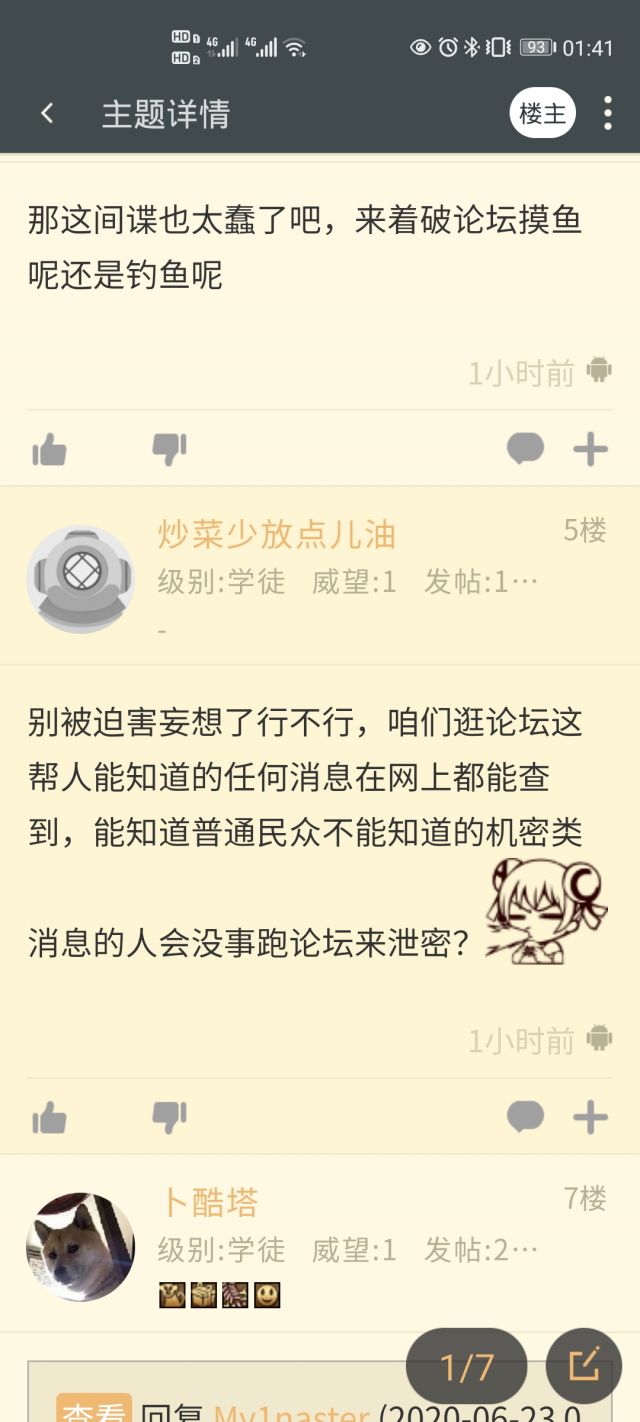 HD 1 4G 4G 93 01:41
HD 2
主题详情 楼主
那这间谍也太蠢了吧，来着破论坛摸鱼
呢还是钓鱼呢
1小时前
炒菜少放点儿油 5楼
级别:学徒 威望:1 发帖:1…
-
别被迫害妄想了行不行，咱们逛论坛这
帮人能知道的任何消息在网上都能查
到，能知道普通民众不能知道的机密类
消息的人会没事跑论坛来泄密？
1小时前
卜酷塔 7楼
级别:学徒 威望:1 发帖:2…
1/7
查看 回复 My1naster (2020-06-23 0